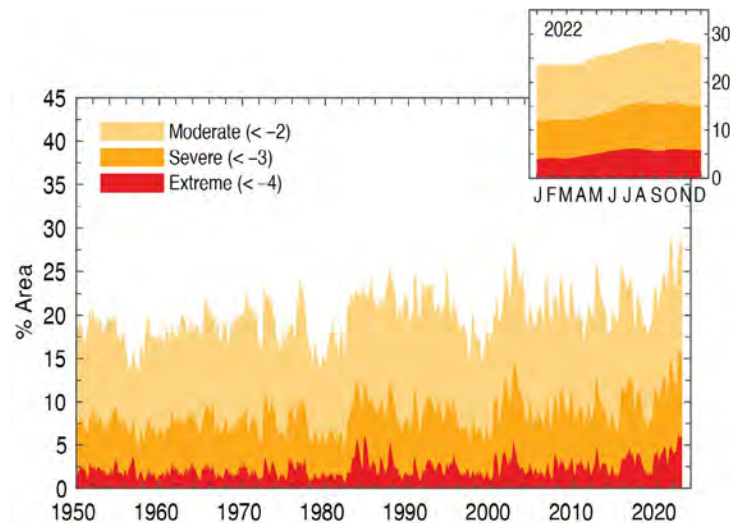 2022
30
20
10
0
J F M A M J J A S O N D
45
40
35
30
25
20
15
10
5
0
% Area
Moderate (< −2)
Severe (< −3)
Extreme (< −4)
1950 1960 1970 1980 1990 2000 2010 2020